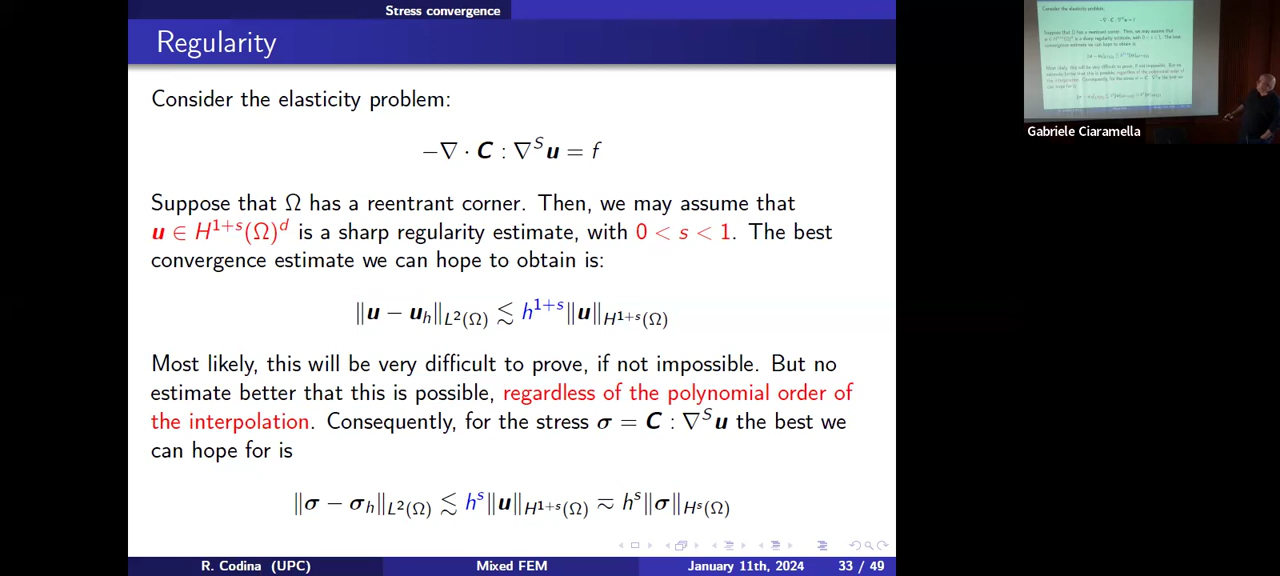 Stress convergence
Regularity
Consider the elasticity problem:
−∇ · C : ∇ˢu = f
Suppose that Ω has a reentrant corner. Then, we may assume that
u ∈ H¹⁺ˢ(Ω)ᵈ is a sharp regularity estimate, with 0 < s < 1. The best
convergence estimate we can hope to obtain is:
‖u − u_h‖_{L²(Ω)} ≲ h^{1+s}‖u‖_{H^{1+s}(Ω)}
Most likely, this will be very difficult to prove, if not impossible. But no
estimate better that this is possible, regardless of the polynomial order of
the interpolation. Consequently, for the stress σ = C : ∇ˢu the best we
can hope for is
‖σ − σ_h‖_{L²(Ω)} ≲ h^s‖u‖_{H^{1+s}(Ω)} ≂ h^s‖σ‖_{H^s(Ω)}
R. Codina (UPC)
Mixed FEM
January 11th, 2024
33 / 49
Gabriele Ciaramella